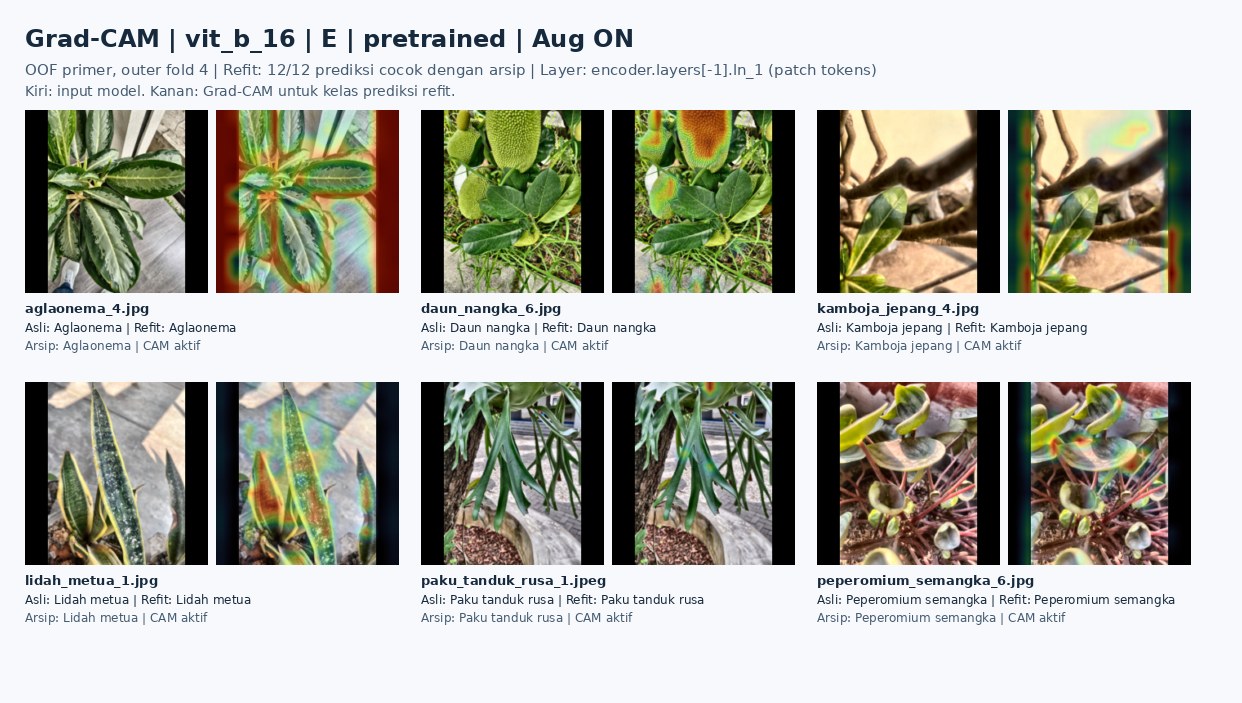 Grad-CAM | vit_b_16 | E | pretrained | Aug ON
OOF primer, outer fold 4 | Refit: 12/12 prediksi cocok dengan arsip | Layer: encoder.layers[-1].ln_1 (patch tokens)
Kiri: input model. Kanan: Grad-CAM untuk kelas prediksi refit.
aglaonema_4.jpg
Asli: Aglaonema | Refit: Aglaonema
Arsip: Aglaonema | CAM aktif
daun_nangka_6.jpg
Asli: Daun nangka | Refit: Daun nangka
Arsip: Daun nangka | CAM aktif
kamboja_jepang_4.jpg
Asli: Kamboja jepang | Refit: Kamboja jepang
Arsip: Kamboja jepang | CAM aktif
lidah_metua_1.jpg
Asli: Lidah metua | Refit: Lidah metua
Arsip: Lidah metua | CAM aktif
paku_tanduk_rusa_1.jpeg
Asli: Paku tanduk rusa | Refit: Paku tanduk rusa
Arsip: Paku tanduk rusa | CAM aktif
peperomium_semangka_6.jpg
Asli: Peperomium semangka | Refit: Peperomium semangka
Arsip: Peperomium semangka | CAM aktif